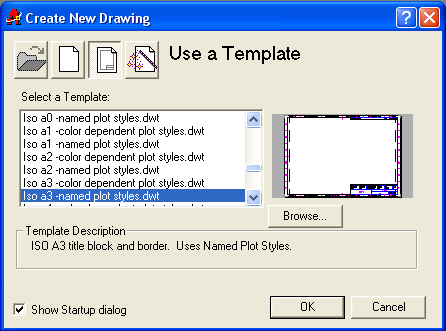 Create New Drawing
Use a Template
Select a Template:
Iso a0 -named plot styles.dwt
Iso a1 -color dependent plot styles.dwt
Iso a1 -named plot styles.dwt
Iso a2 -color dependent plot styles.dwt
Iso a2 -named plot styles.dwt
Iso a3 -color dependent plot styles.dwt
Iso a3 -named plot styles.dwt
Browse...
Template Description
ISO A3 title block and border. Uses Named Plot Styles.
Show Startup dialog
OK
Cancel